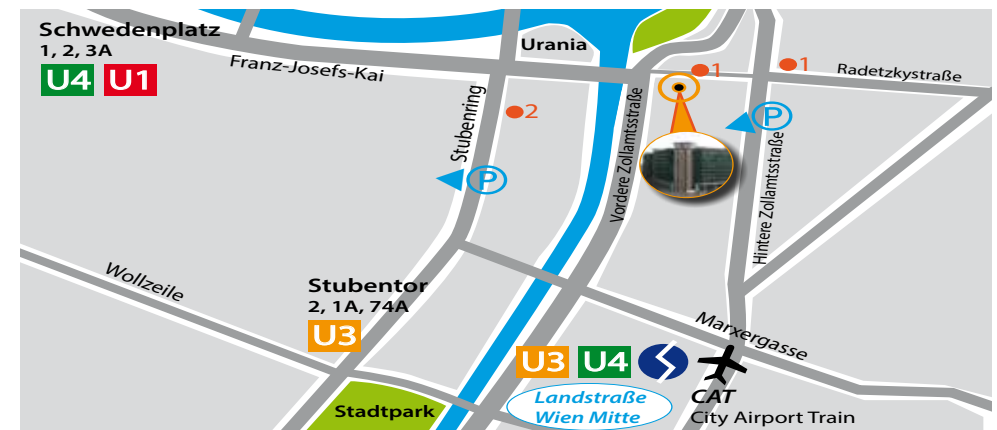 Schwedenplatz
1, 2, 3A
U4 U1
Franz-Josefs-Kai
Urania
1
1
Radetzkystraße
Stubenring
2
P
Vordere Zollamtsstraße
P
Hintere Zollamtsstraße
Wollzeile
Stubentor
2, 1A, 74A
U3
Marxergasse
U3 U4
Landstraße
Wien Mitte
CAT
City Airport Train
Stadtpark